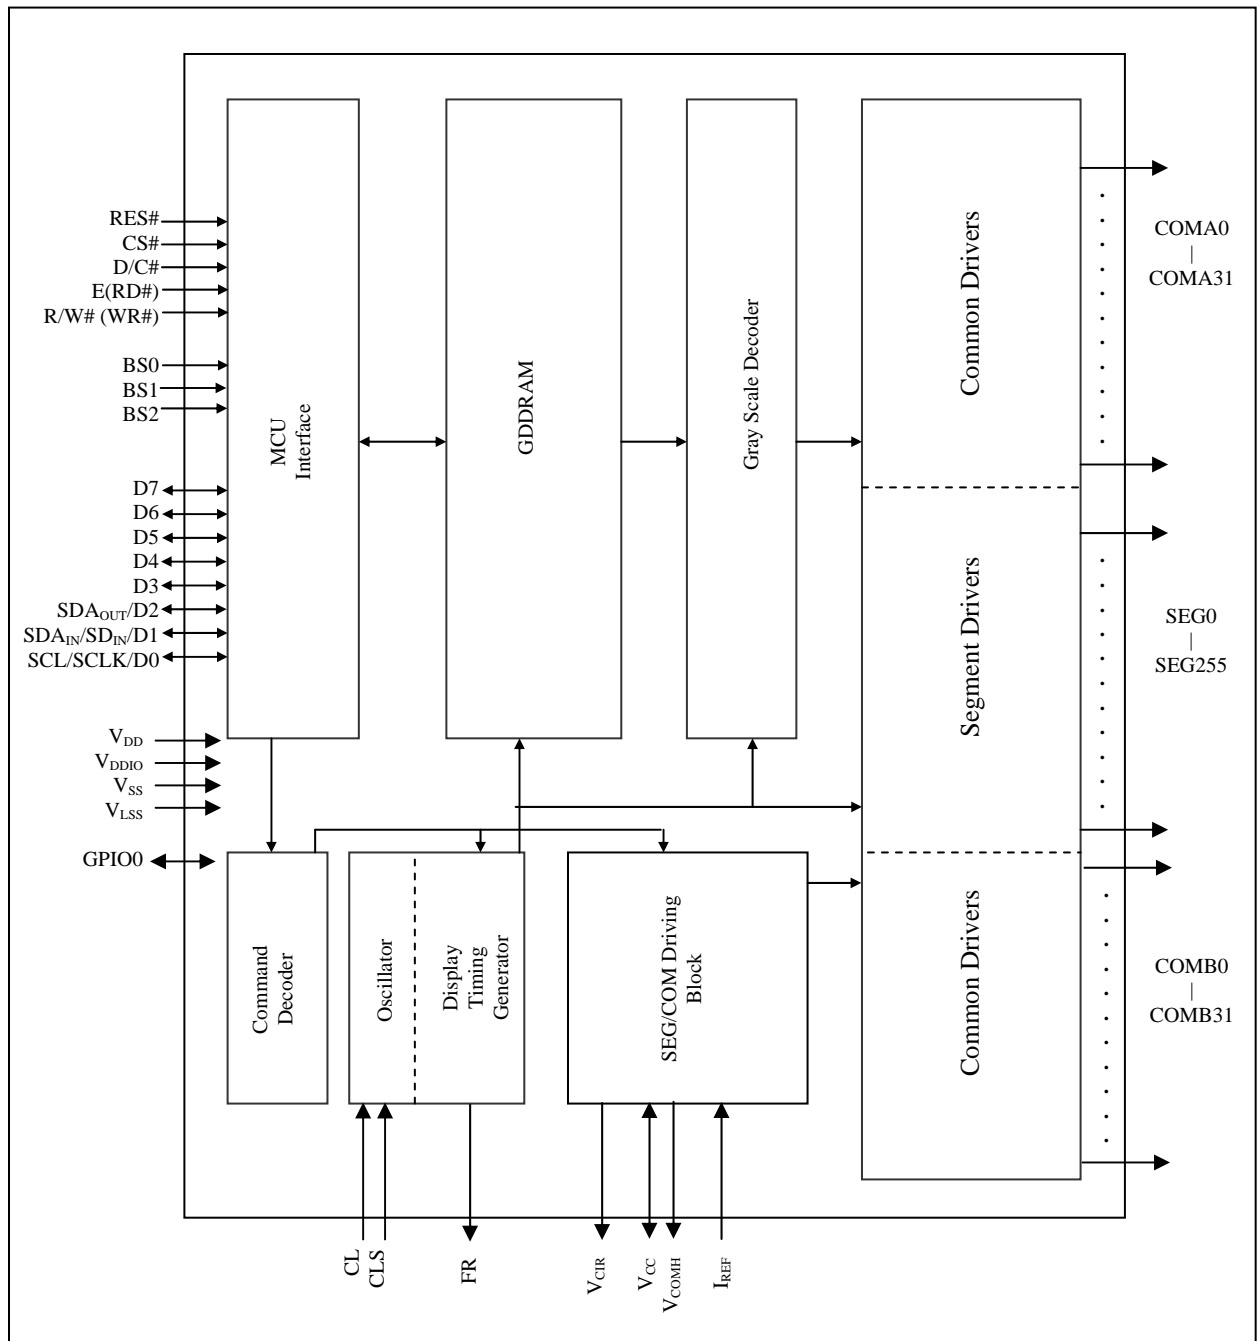 RES#
CS#
D/C#
E(RD#)
R/W# (WR#)
BS0
BS1
BS2
D7
D6
D5
D4
D3
SDAOUT/D2
SDAIN/SDIN/D1
SCL/SCLK/D0
VDD
VDDIO
VSS
VLSS
GPIO0
MCU
Interface
GDDRAM
Gray Scale Decoder
Common Drivers
Segment Drivers
Common Drivers
COMA0
|
COMA31
SEG0
|
SEG255
COMB0
|
COMB31
Command
Decoder
Oscillator
Display
Timing
Generator
SEG/COM Driving
Block
CL
CLS
FR
VCIR
VCC
VCOMH
IREF